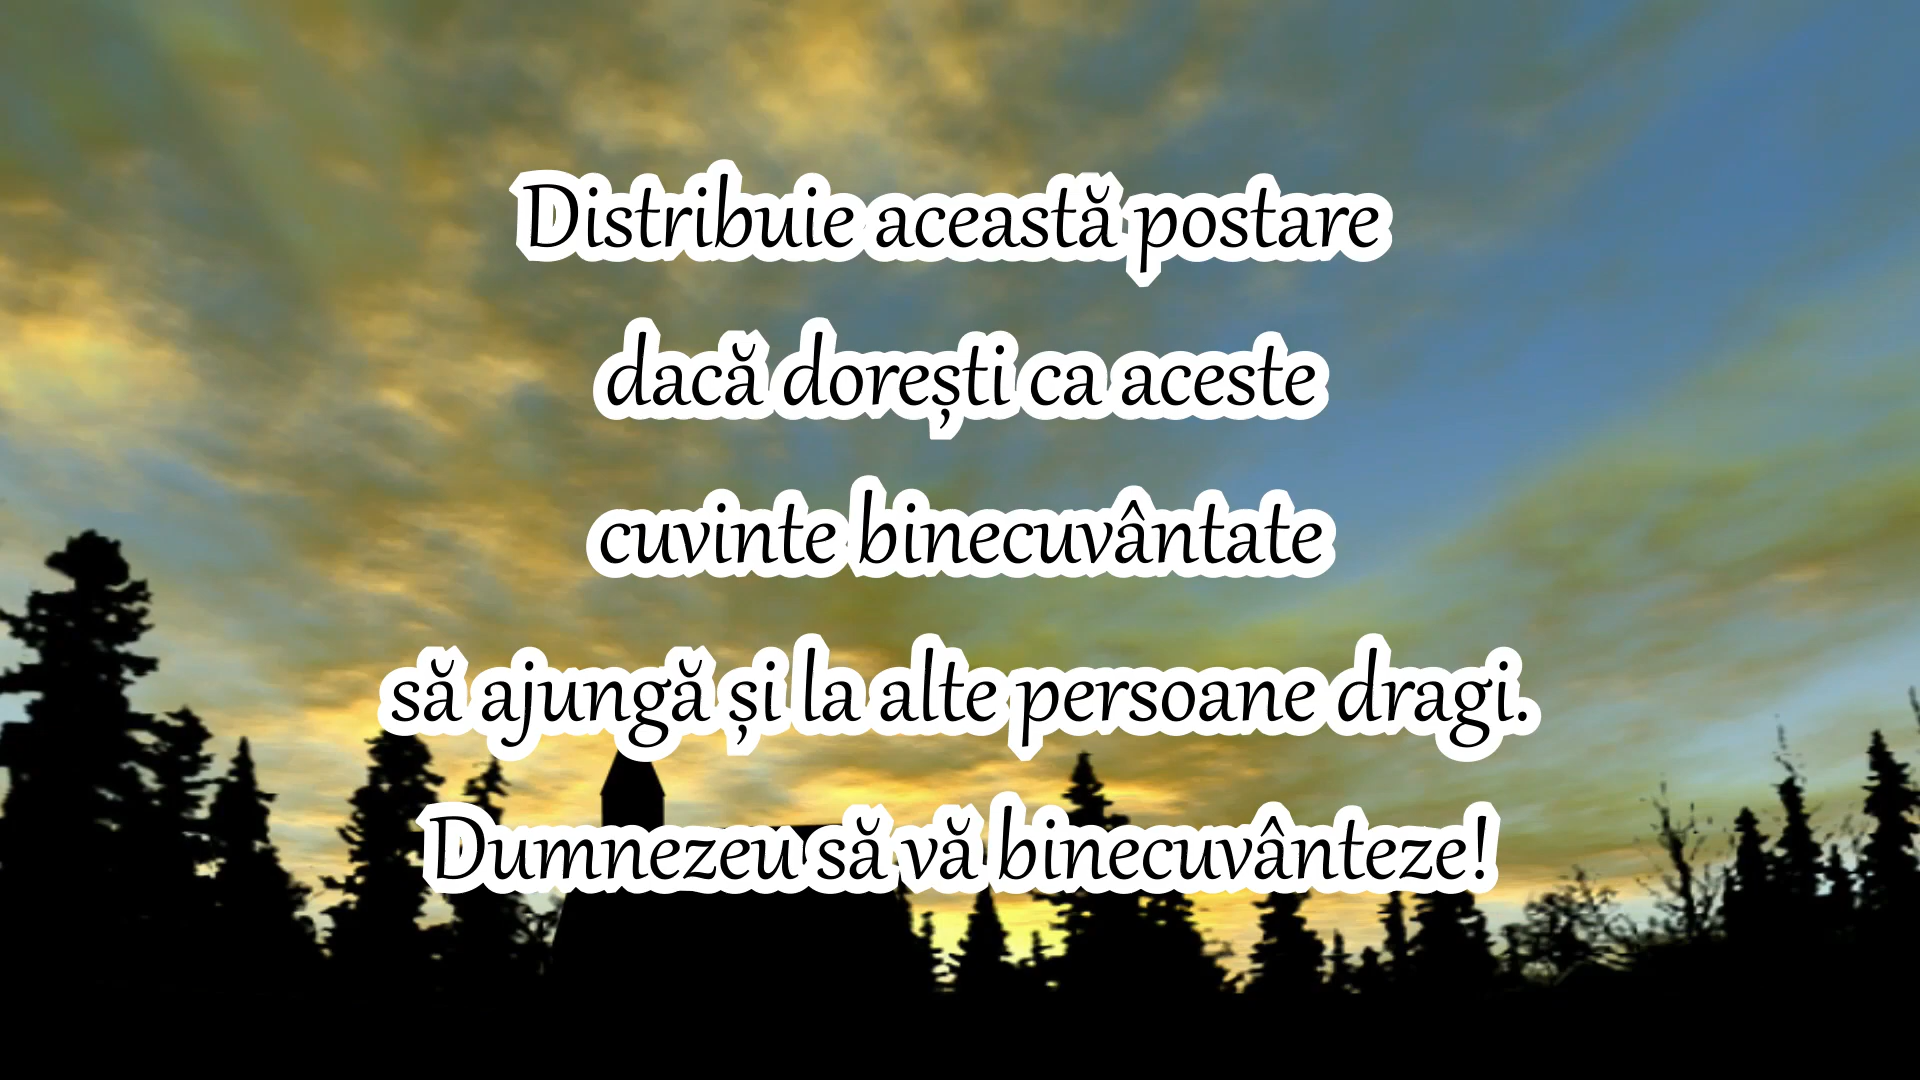 Distribuie această postare
dacă dorești ca aceste
cuvinte binecuvântate
să ajungă și la alte persoane dragi.
Dumnezeu să vă binecuvânteze!